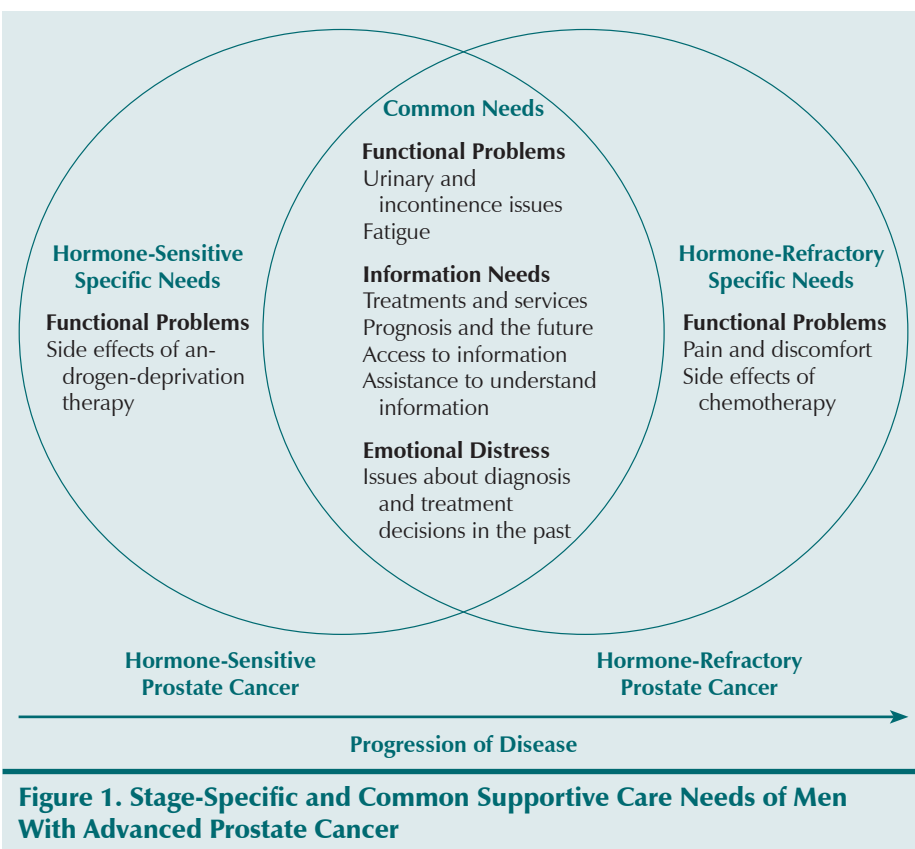 Common Needs
Functional Problems
Urinary and
incontinence issues
Fatigue
Information Needs
Treatments and services
Prognosis and the future
Access to information
Assistance to understand
information
Emotional Distress
Issues about diagnosis
and treatment
decisions in the past
Hormone-Sensitive
Specific Needs
Functional Problems
Side effects of an-
drogen-deprivation
therapy
Hormone-Refractory
Specific Needs
Functional Problems
Pain and discomfort
Side effects of
chemotherapy
Hormone-Sensitive
Prostate Cancer
Hormone-Refractory
Prostate Cancer
Progression of Disease
Figure 1. Stage-Specific and Common Supportive Care Needs of Men
With Advanced Prostate Cancer